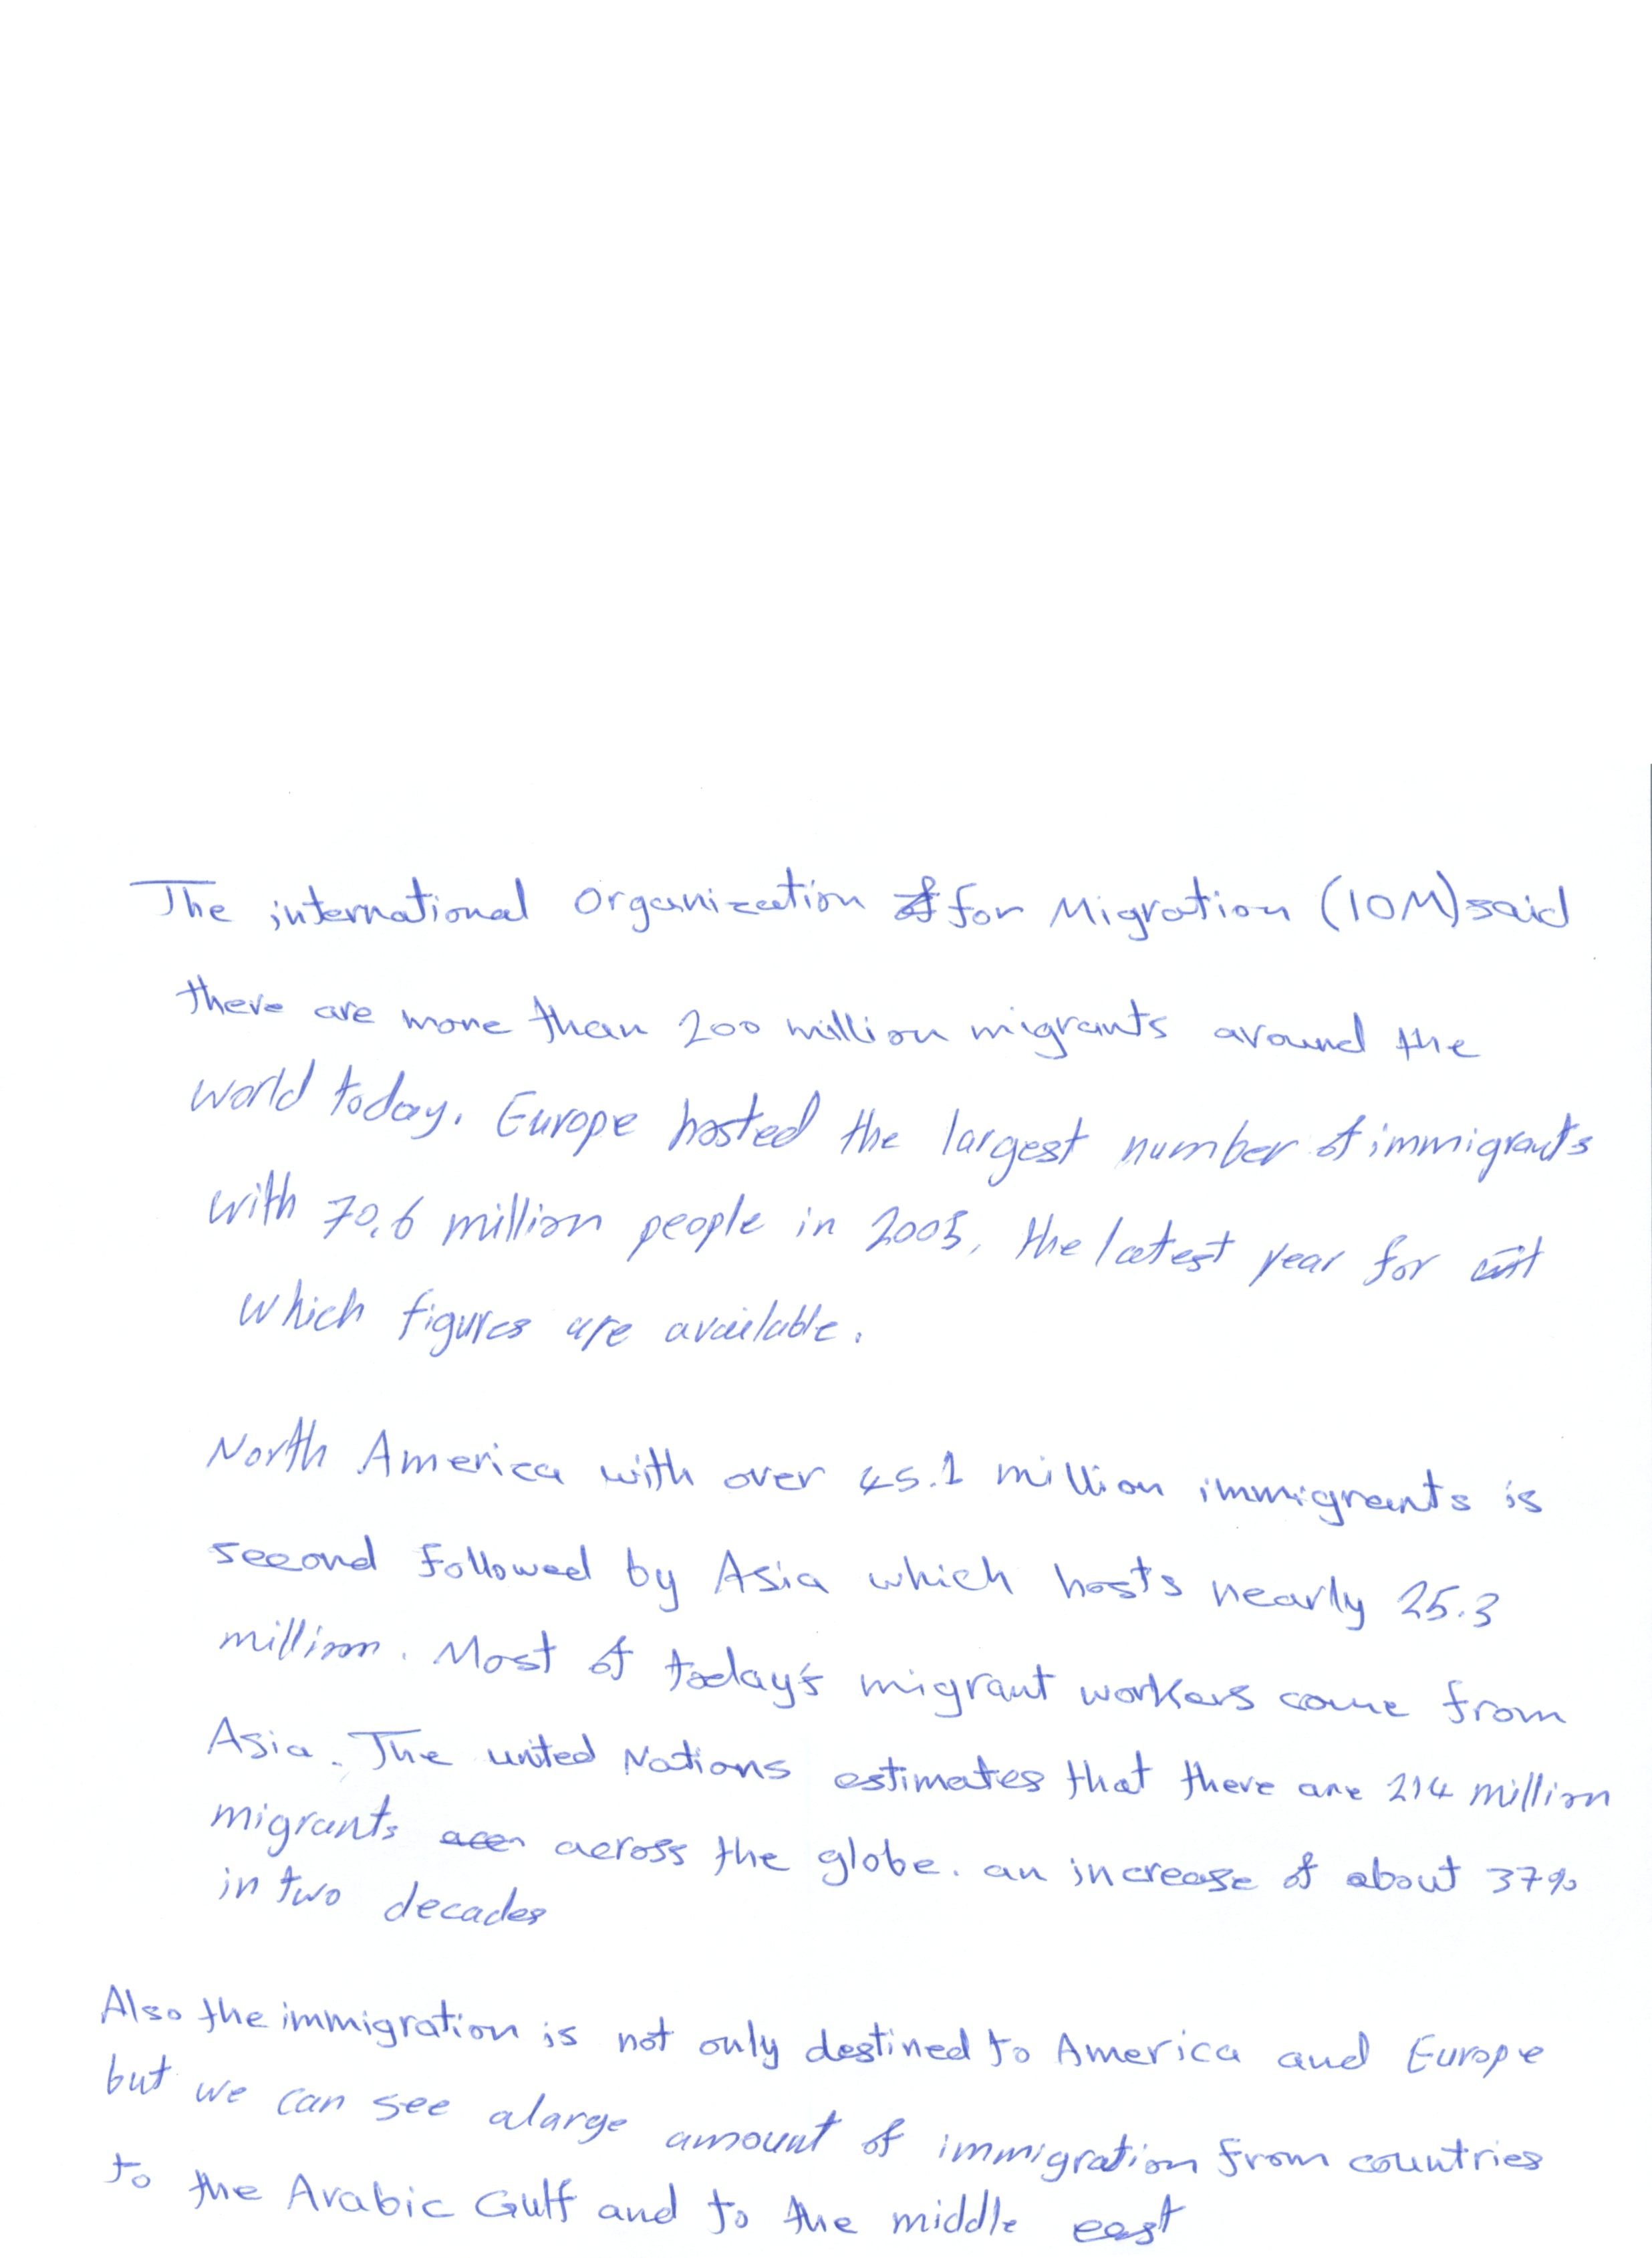 The international Organization for Migration (IOM) said
there are more than 200 million migrants around the
world today. Europe hosted the largest number of immigrants
with 70.6 million people in 2005, the latest year for
which figures are available.
North America with over 45.1 million immigrants is
second followed by Asia which hosts nearly 25.3
million. Most of today's migrant workers come from
Asia. The united Nations estimates that there are 214 million
migrants across the globe. an increase of about 37%
in two decades
Also the immigration is not only destined to America and Europe
but we can see alarge amount of immigration from countries
to the Arabic Gulf and to the middle east